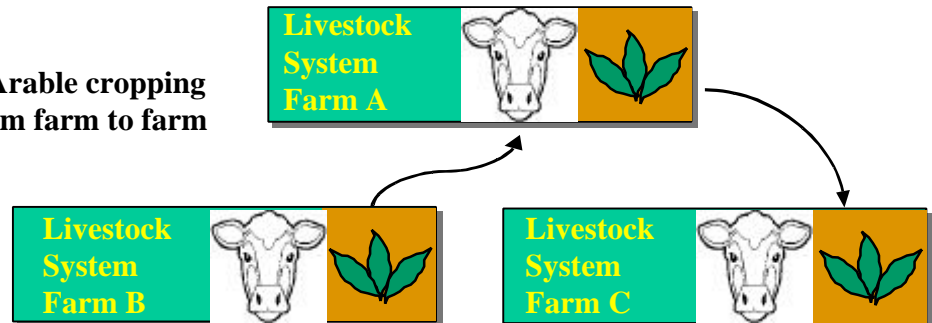 Livestock
System
Farm A
Arable cropping
farm to farm
Livestock
System
Farm B
Livestock
System
Farm C